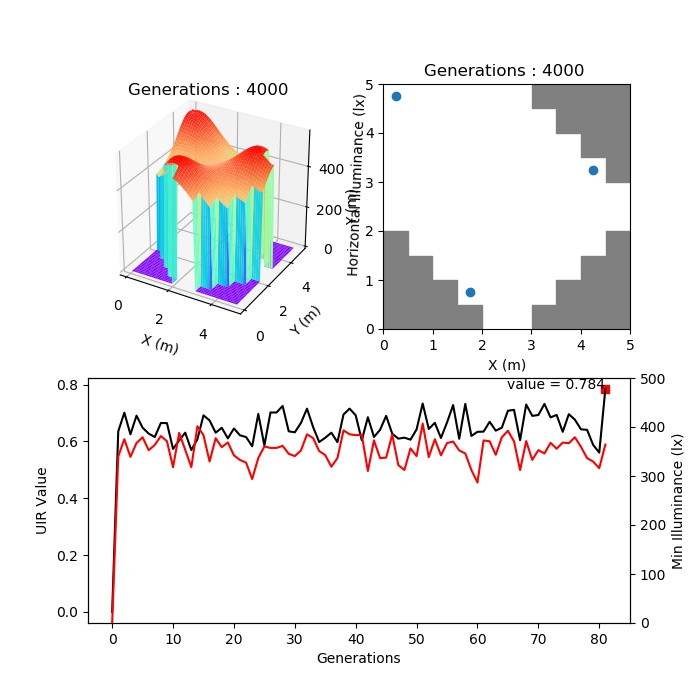 Generations : 4000
Generations : 4000
Horizontal Illuminance (lx)
400
200
0
0
2
4
X (m)
0
2
4
Y (m)
Y (m)
5
4
3
2
1
0
0 1 2 3 4 5
X (m)
value = 0.784
0.8
0.6
0.4
0.2
0.0
UIR Value
500
400
300
200
100
0
Min Illuminance (lx)
0 10 20 30 40 50 60 70 80
Generations